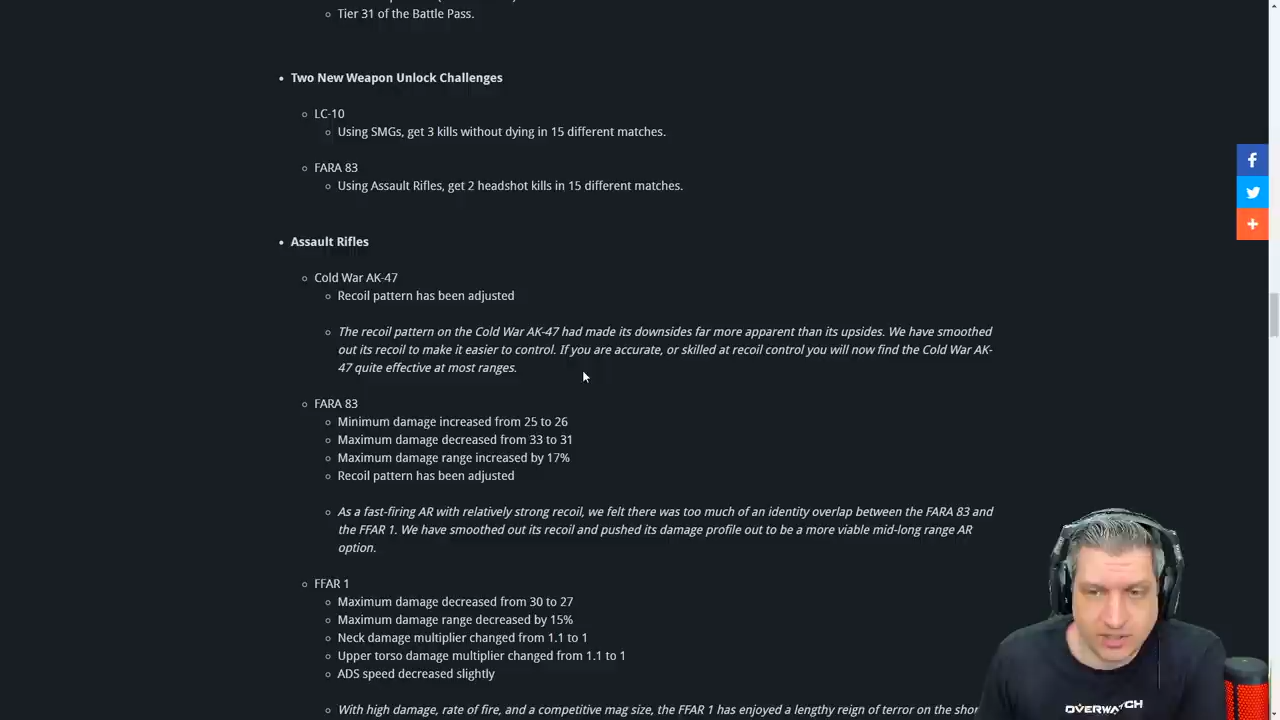 Tier 31 of the Battle Pass.
Two New Weapon Unlock Challenges
LC-10
Using SMGs, get 3 kills without dying in 15 different matches.
FARA 83
Using Assault Rifles, get 2 headshot kills in 15 different matches.
Assault Rifles
Cold War AK-47
Recoil pattern has been adjusted
The recoil pattern on the Cold War AK-47 had made its downsides far more apparent than its upsides. We have smoothed
out its recoil to make it easier to control. If you are accurate, or skilled at recoil control you will now find the Cold War AK-
47 quite effective at most ranges.
FARA 83
Minimum damage increased from 25 to 26
Maximum damage decreased from 33 to 31
Maximum damage range increased by 17%
Recoil pattern has been adjusted
As a fast-firing AR with relatively strong recoil, we felt there was too much of an identity overlap between the FARA 83 and
the FFAR 1. We have smoothed out its recoil and pushed its damage profile out to be a more viable mid-long range AR
option.
FFAR 1
Maximum damage decreased from 30 to 27
Maximum damage range decreased by 15%
Neck damage multiplier changed from 1.1 to 1
Upper torso damage multiplier changed from 1.1 to 1
ADS speed decreased slightly
With high damage, rate of fire, and a competitive mag size, the FFAR 1 has enjoyed a lengthy reign of terror on the
OVERWATCH